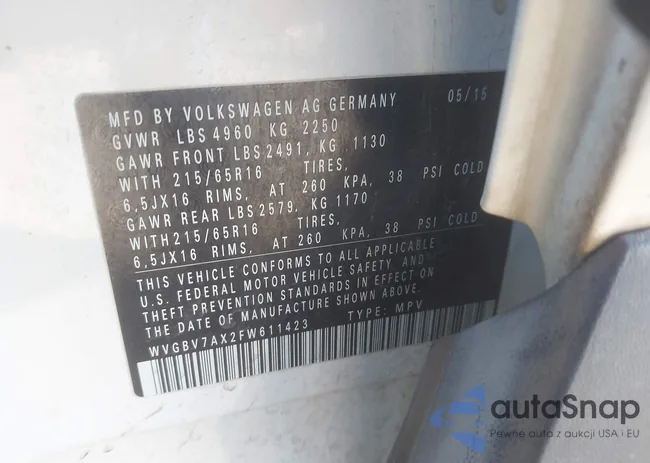 MFD BY VOLKSWAGEN AG GERMANY 05/15
GVWR LBS 4960 KG 2250
GAWR FRONT LBS 2491, KG 1130
WITH 215/65R16 TIRES,
6,5JX16 RIMS, AT 260 KPA, 38 PSI COLD
GAWR REAR LBS 2579, KG 1170
WITH 215/65R16 TIRES,
6,5JX16 RIMS, AT 260 KPA, 38 PSI COLD
THIS VEHICLE CONFORMS TO ALL APPLICABLE
U.S. FEDERAL MOTOR VEHICLE SAFETY, AND
THEFT PREVENTION STANDARDS IN EFFECT ON
THE DATE OF MANUFACTURE SHOWN ABOVE.
WVGBV7AX2FW611423 TYPE: MPV
autaSnap
Pewne auta z aukcji USA i EU